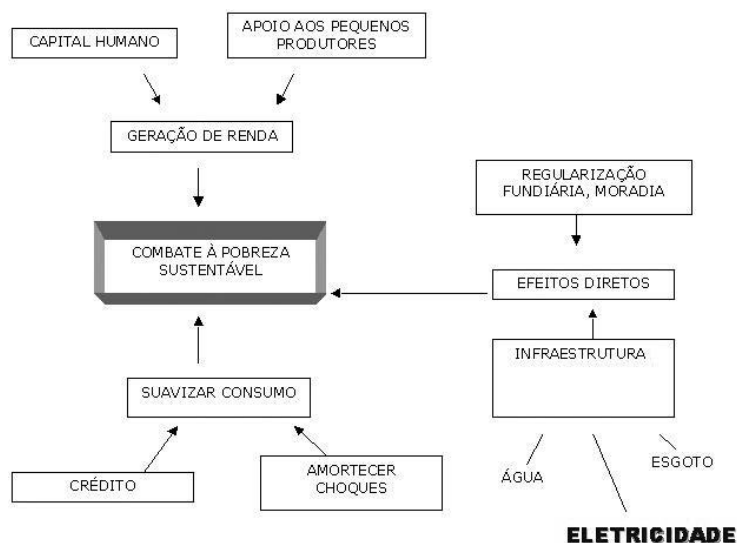 CAPITAL HUMANO
APOIO AOS PEQUENOS
PRODUTORES
GERAÇÃO DE RENDA
REGULARIZAÇÃO
FUNDIÁRIA, MORADIA
COMBATE À POBREZA
SUSTENTÁVEL
EFEITOS DIRETOS
INFRAESTRUTURA
SUAVIZAR CONSUMO
CRÉDITO
AMORTECER
CHOQUES
ÁGUA
ESGOTO
ELETRICIDADE